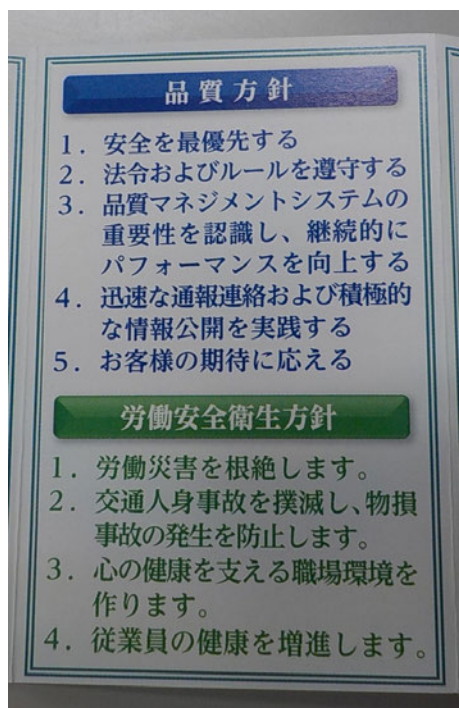 品質方針
1．安全を最優先する
2．法令およびルールを遵守する
3．品質マネジメントシステムの
重要性を認識し、継続的に
パフォーマンスを向上する
4．迅速な通報連絡および積極的
な情報公開を実践する
5．お客様の期待に応える
労働安全衛生方針
1．労働災害を根絶します。
2．交通人身事故を撲滅し、物損
事故の発生を防止します。
3．心の健康を支える職場環境を
作ります。
4．従業員の健康を増進します。